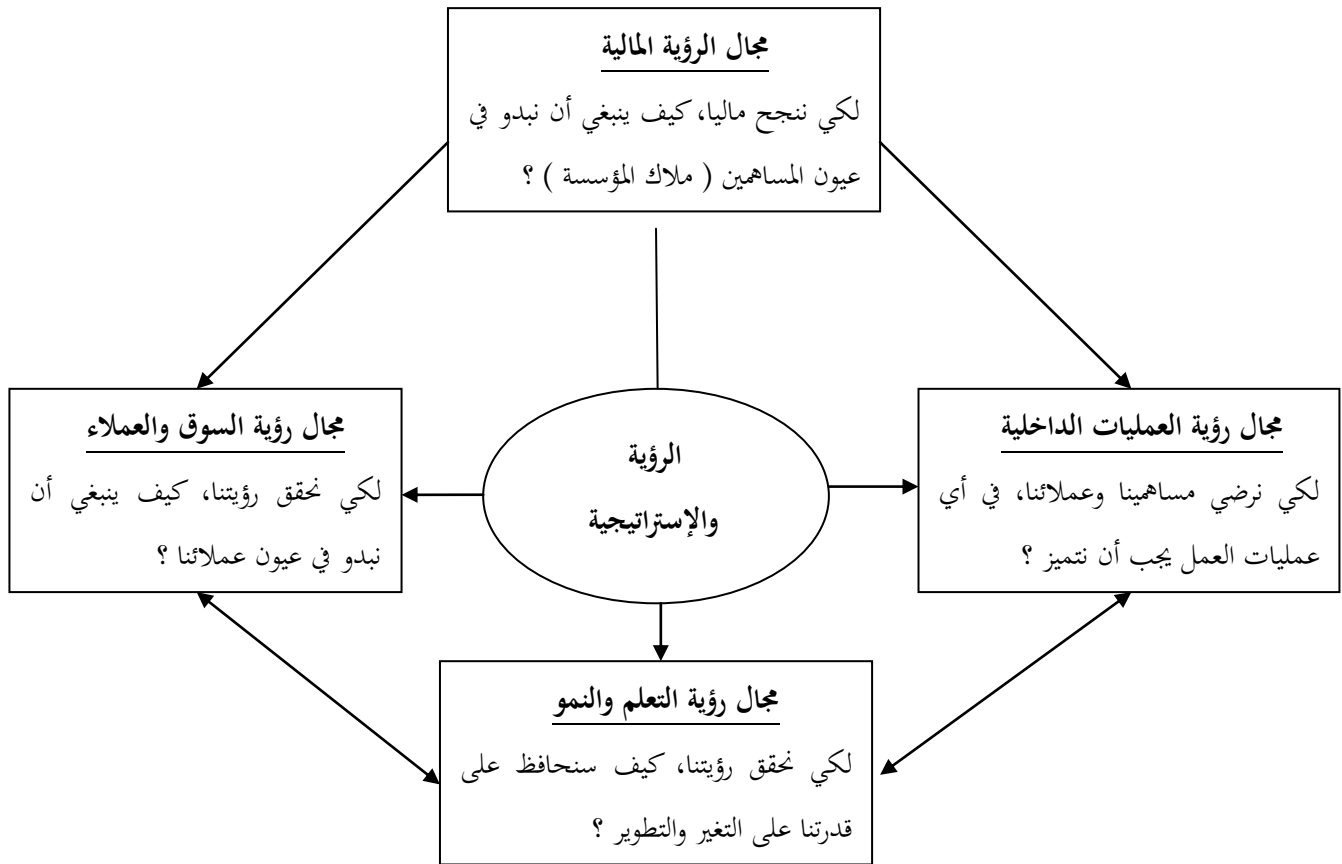 مجال الرؤية المالية
لكي ننجح ماليا، كيف ينبغي أن نبدو في
عيون المساهمين ( ملاك المؤسسة ) ؟
مجال رؤية العمليات الداخلية
لكي نرضي مساهمينا وعملائنا، في أي
عمليات العمل يجب أن نتميز ؟
الرؤية
والإستراتيجية
مجال رؤية السوق والعملاء
لكي نحقق رؤيتنا، كيف ينبغي أن
نبدو في عيون عملائنا ؟
مجال رؤية التعلم والنمو
لكي نحقق رؤيتنا، كيف سنحافظ على
قدرتنا على التغير والتطوير ؟